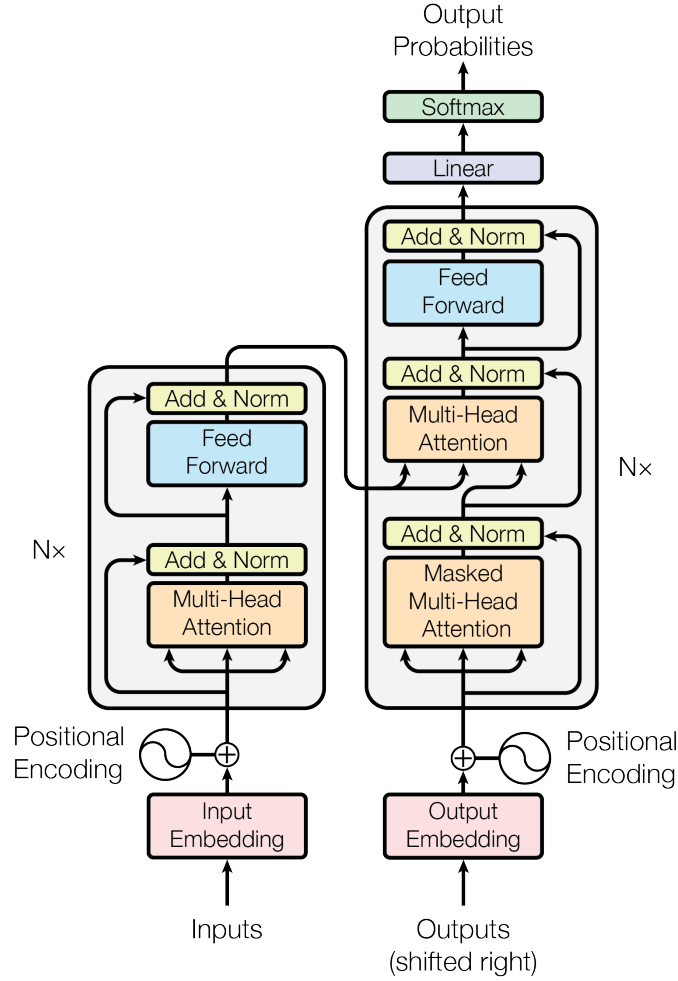 Output
Probabilities
Softmax
Linear
Add & Norm
Feed
Forward
Add & Norm
Multi-Head
Attention
Nx
Add & Norm
Masked
Multi-Head
Attention
Positional
Encoding
Output
Embedding
Outputs
(shifted right)
Add & Norm
Feed
Forward
Nx
Add & Norm
Multi-Head
Attention
Positional
Encoding
Input
Embedding
Inputs